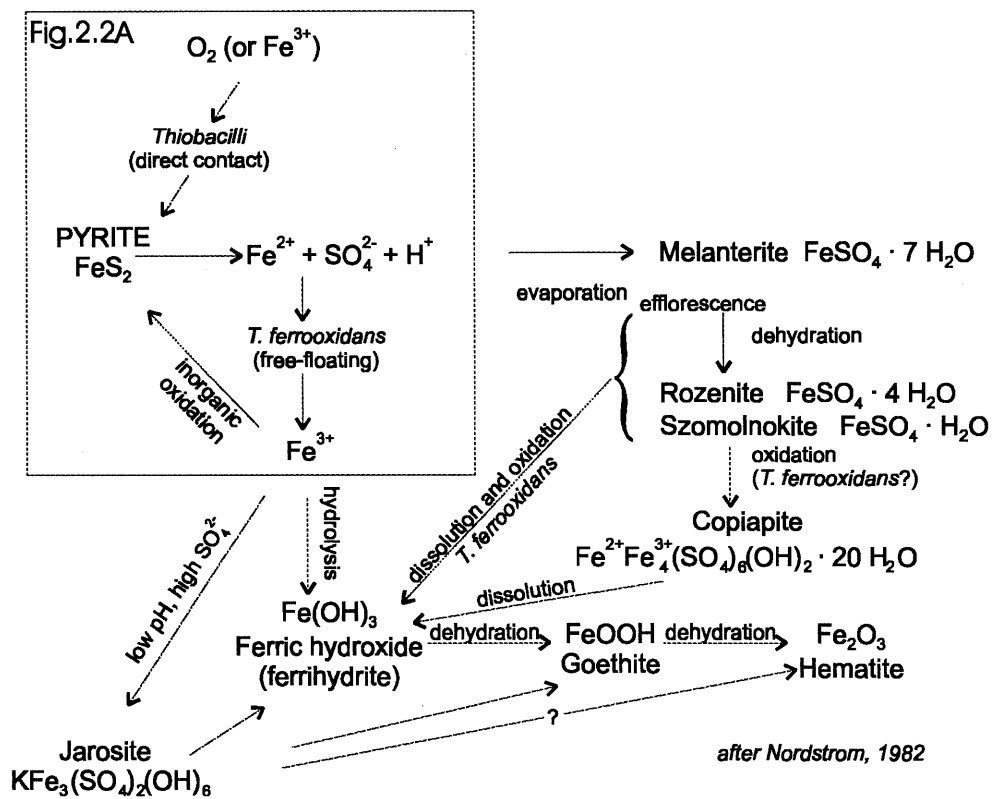 Fig.2.2A
O₂ (or Fe³⁺)
Thiobacilli
(direct contact)
PYRITE
FeS₂
Fe²⁺ + SO₄²⁻ + H⁺
T. ferrooxidans
(free-floating)
Fe³⁺
inorganic
oxidation
Melanterite FeSO₄ · 7 H₂O
evaporation
efflorescence
dehydration
Rozenite FeSO₄ · 4 H₂O
Szomolnokite FeSO₄ · H₂O
oxidation
(T. ferrooxidans?)
Copiapite
Fe²⁺Fe₄³⁺(SO₄)₆(OH)₂ · 20 H₂O
dissolution and oxidation
T. ferrooxidans
dissolution
hydrolysis
low pH, high SO₄²⁻
Fe(OH)₃
Ferric hydroxide
(ferrihydrite)
dehydration
FeOOH
Goethite
dehydration
Fe₂O₃
Hematite
?
Jarosite
KFe₃(SO₄)₂(OH)₆
after Nordstrom, 1982